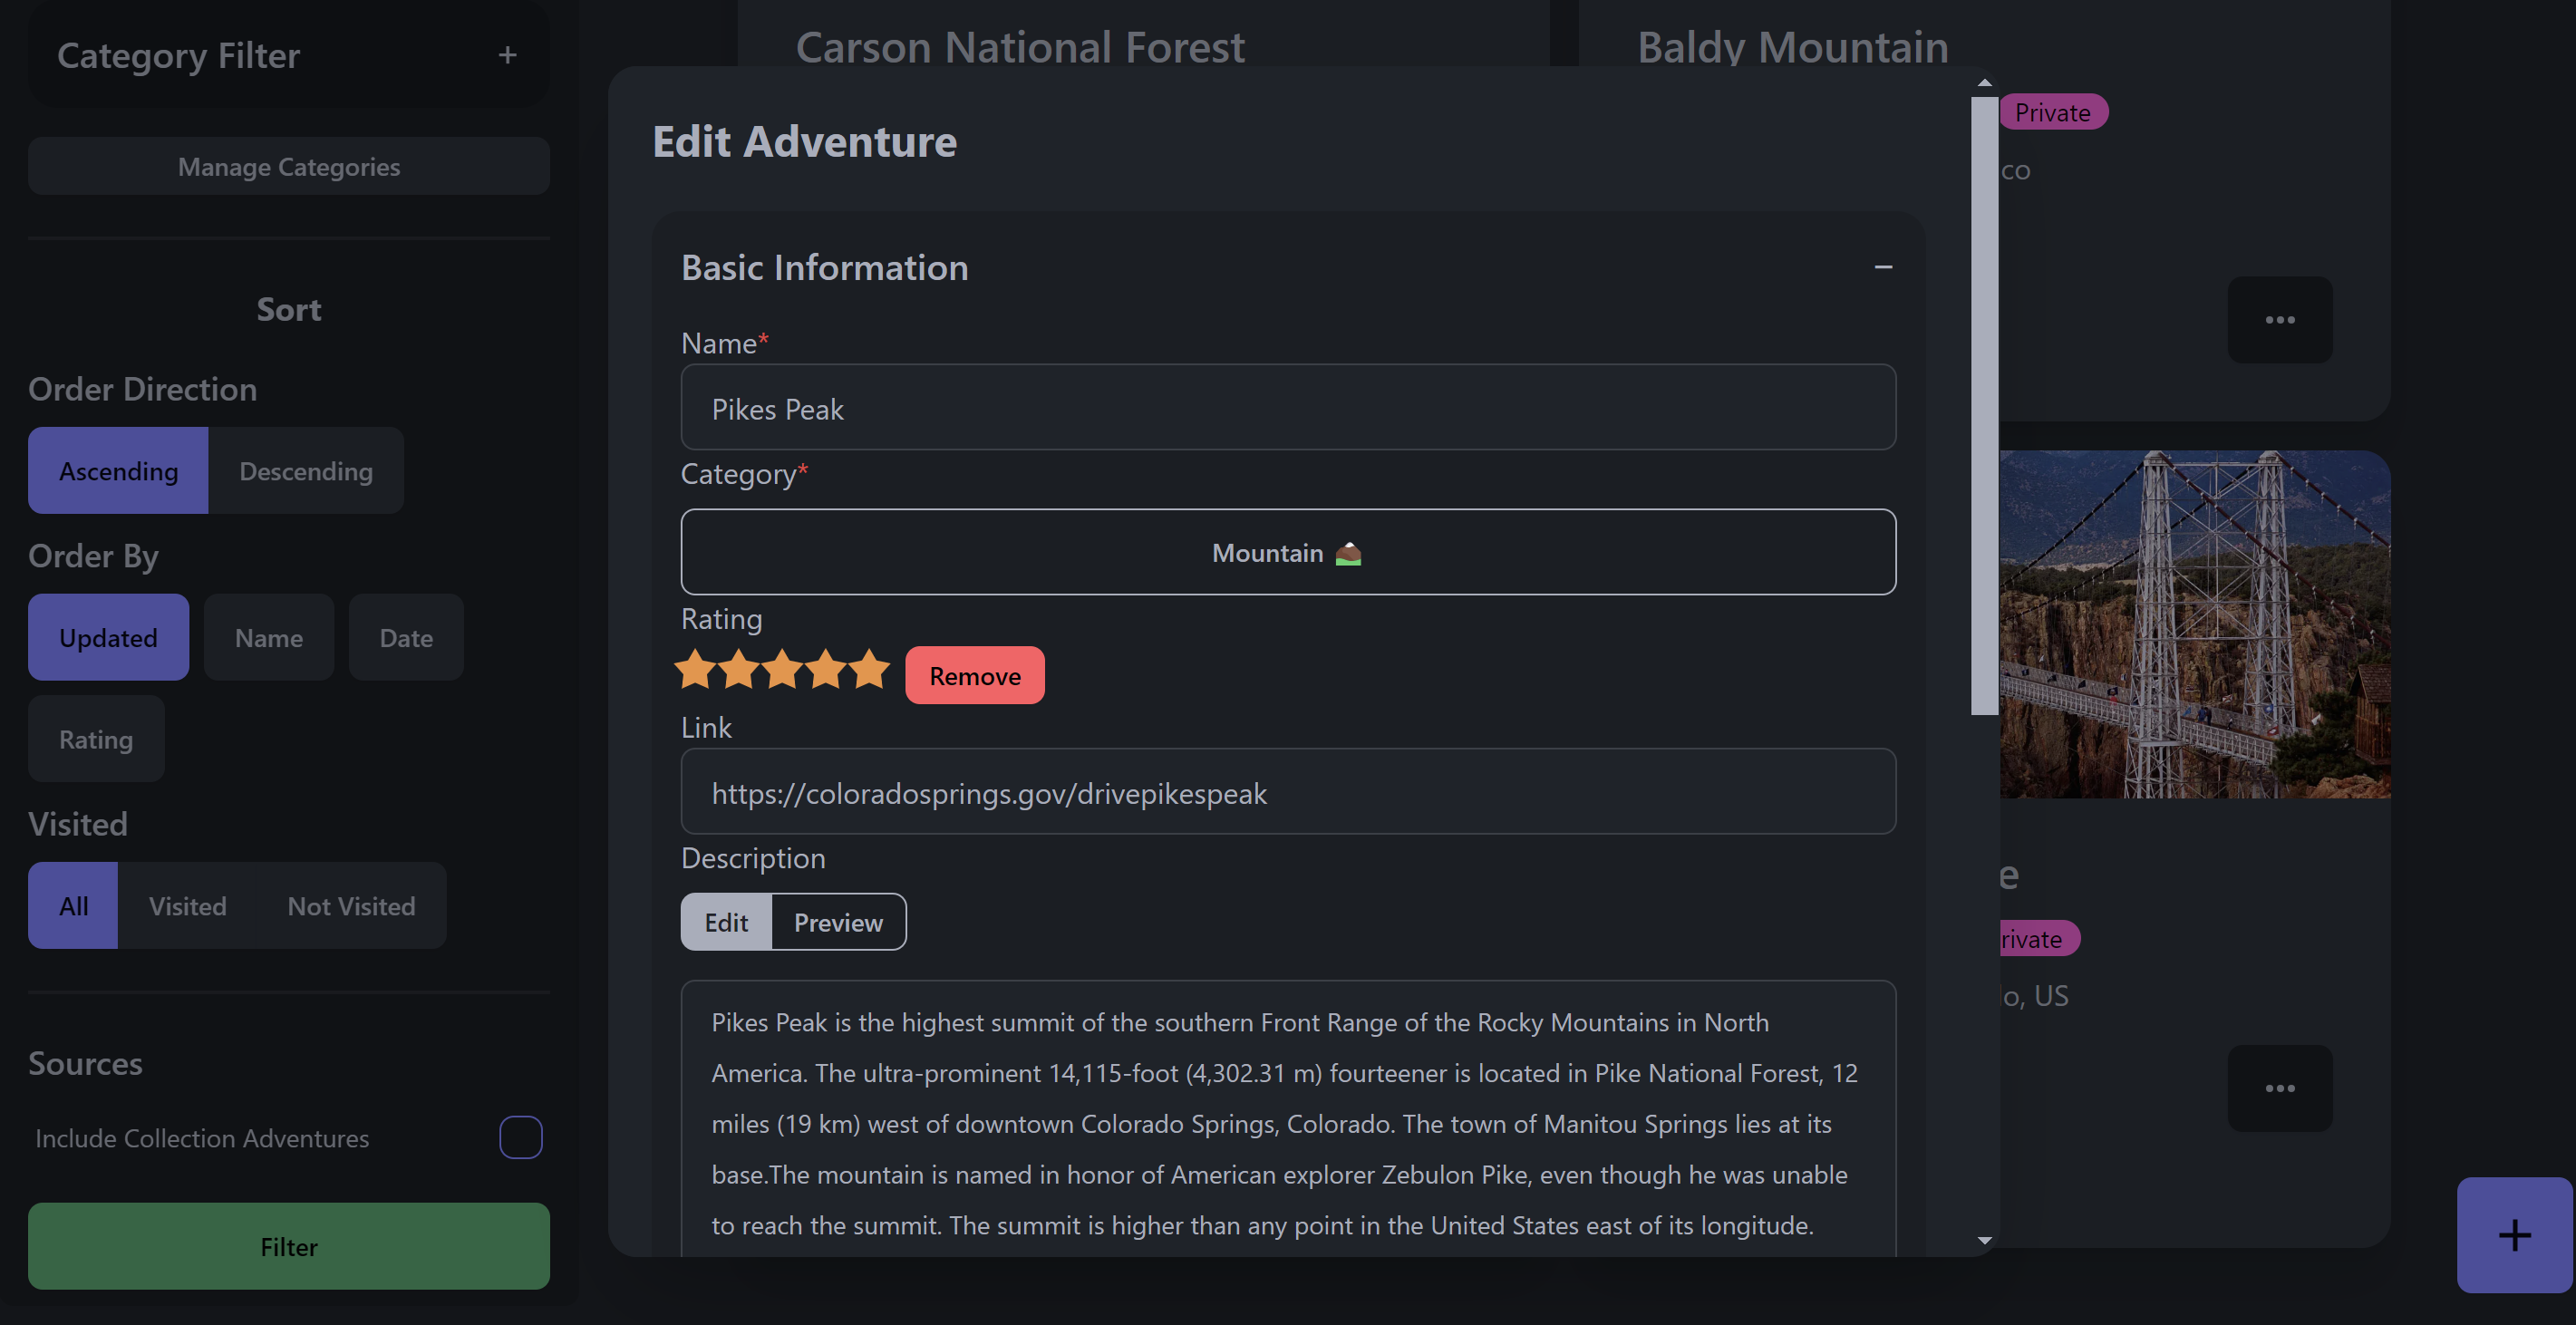 Category Filter +
Manage Categories
Sort
Order Direction
Ascending Descending
Order By
Updated Name Date
Rating
Visited
All Visited Not Visited
Sources
Include Collection Adventures
Filter
Carson National Forest
Baldy Mountain
Private
co
Edit Adventure
Basic Information
Name*
Pikes Peak
Category*
Mountain
Rating
Remove
Link
https://coloradosprings.gov/drivepikespeak
Description
Edit Preview
Pikes Peak is the highest summit of the southern Front Range of the Rocky Mountains in North
America. The ultra-prominent 14,115-foot (4,302.31 m) fourteener is located in Pike National Forest, 12
miles (19 km) west of downtown Colorado Springs, Colorado. The town of Manitou Springs lies at its
base.The mountain is named in honor of American explorer Zebulon Pike, even though he was unable
to reach the summit. The summit is higher than any point in the United States east of its longitude.
e
rivate
lo, US
+